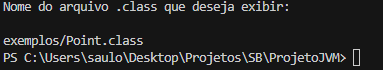 Nome do arquivo .class que deseja exibir:
exemplos/Point.class
PS C:\Users\saulo\Desktop\Projetos\SB\ProjetoJVM>